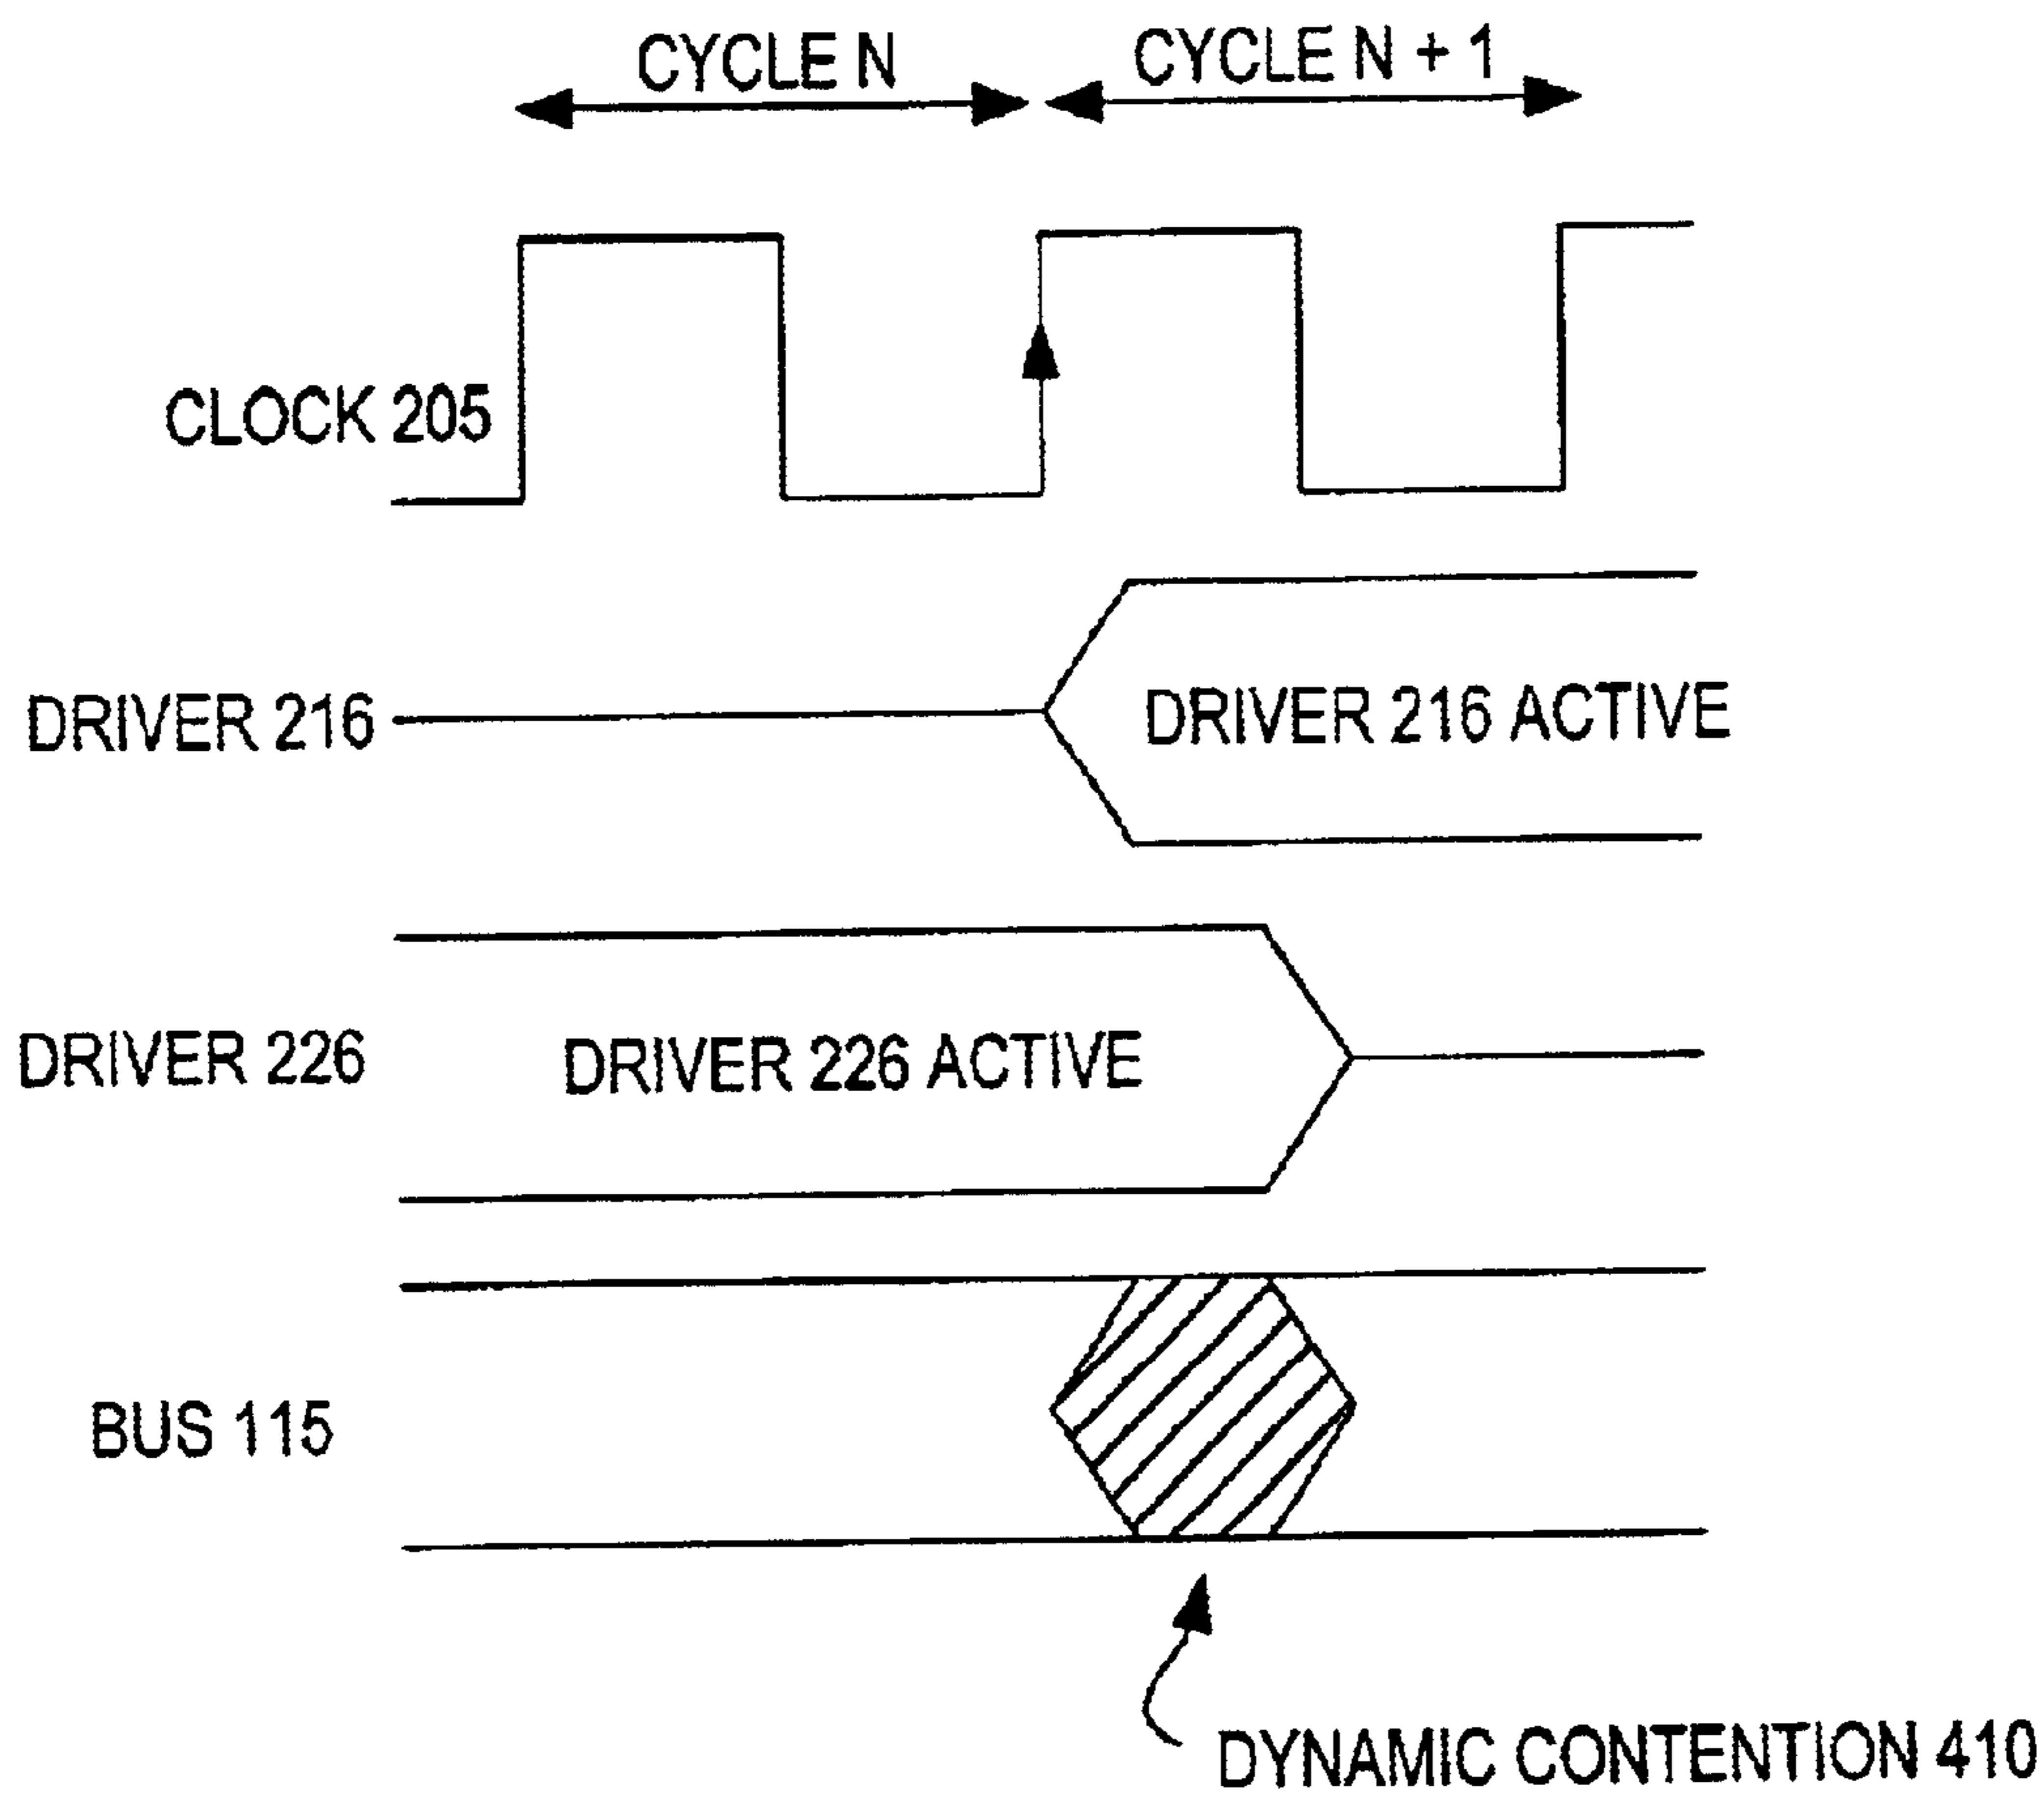 CYCLE N
CYCLE N + 1
CLOCK 205
DRIVER 216
DRIVER 216 ACTIVE
DRIVER 226
DRIVER 226 ACTIVE
BUS 115
DYNAMIC CONTENTION 410